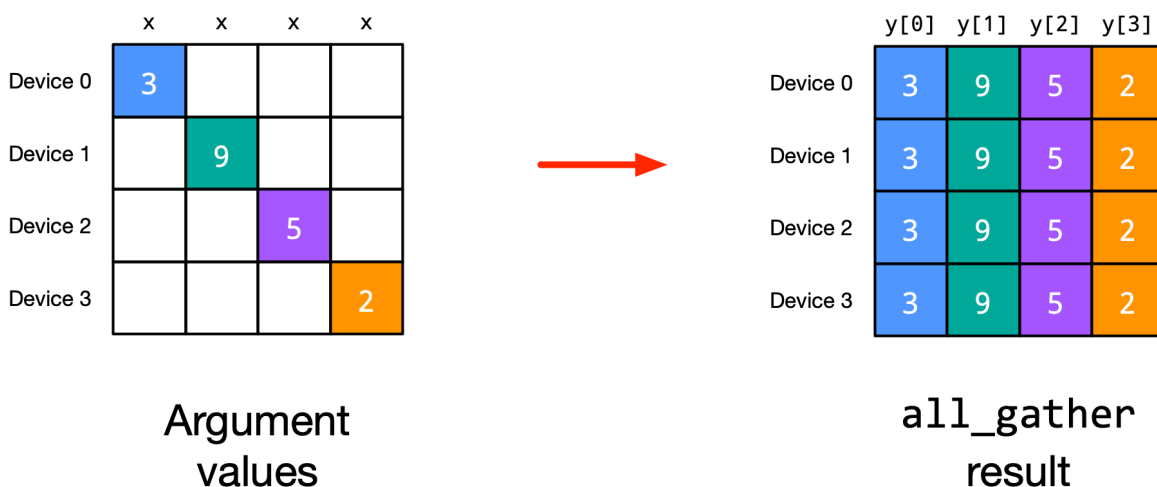 x x x x
Device 0 3
Device 1 9
Device 2 5
Device 3 2
Argument
values
y[0] y[1] y[2] y[3]
Device 0 3 9 5 2
Device 1 3 9 5 2
Device 2 3 9 5 2
Device 3 3 9 5 2
all_gather
result